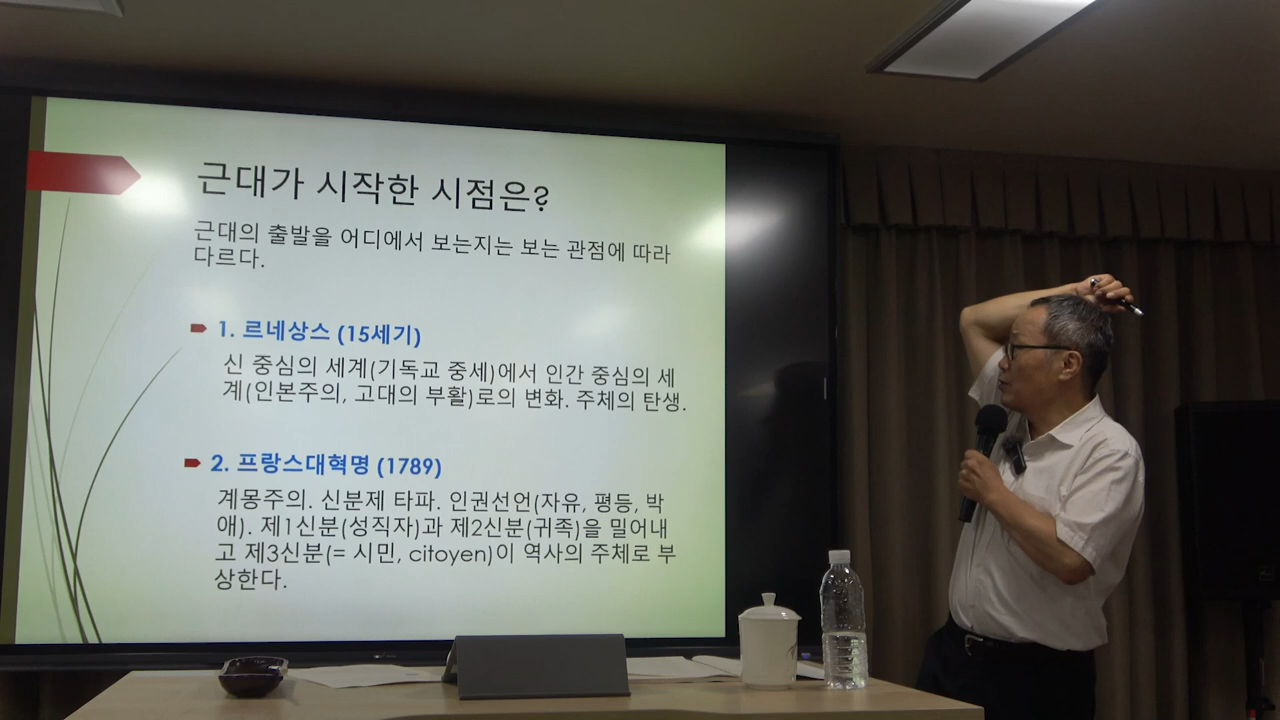 근대가 시작한 시점은?
근대의 출발을 어디에서 보는지는 보는 관점에 따라
다르다.
1. 르네상스 (15세기)
신 중심의 세계(기독교 중세)에서 인간 중심의 세
계(인본주의, 고대의 부활)로의 변화. 주체의 탄생.
2. 프랑스대혁명 (1789)
계몽주의. 신분제 타파. 인권선언(자유, 평등, 박
애). 제1신분(성직자)과 제2신분(귀족)을 밀어내
고 제3신분(= 시민, citoyen)이 역사의 주체로 부
상한다.